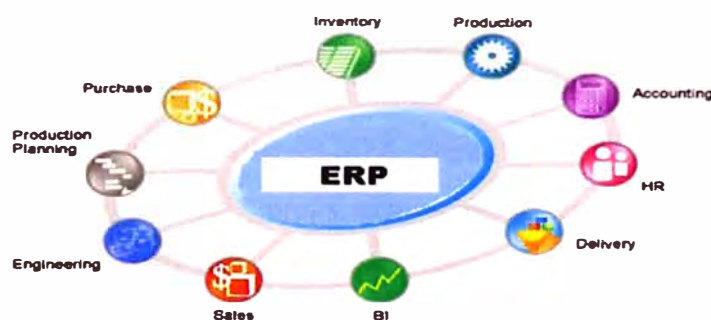 Inventory
Production
Purchase
Accounting
Production
Planning
ERP
HR
Delivery
Engineering
Sales
BI